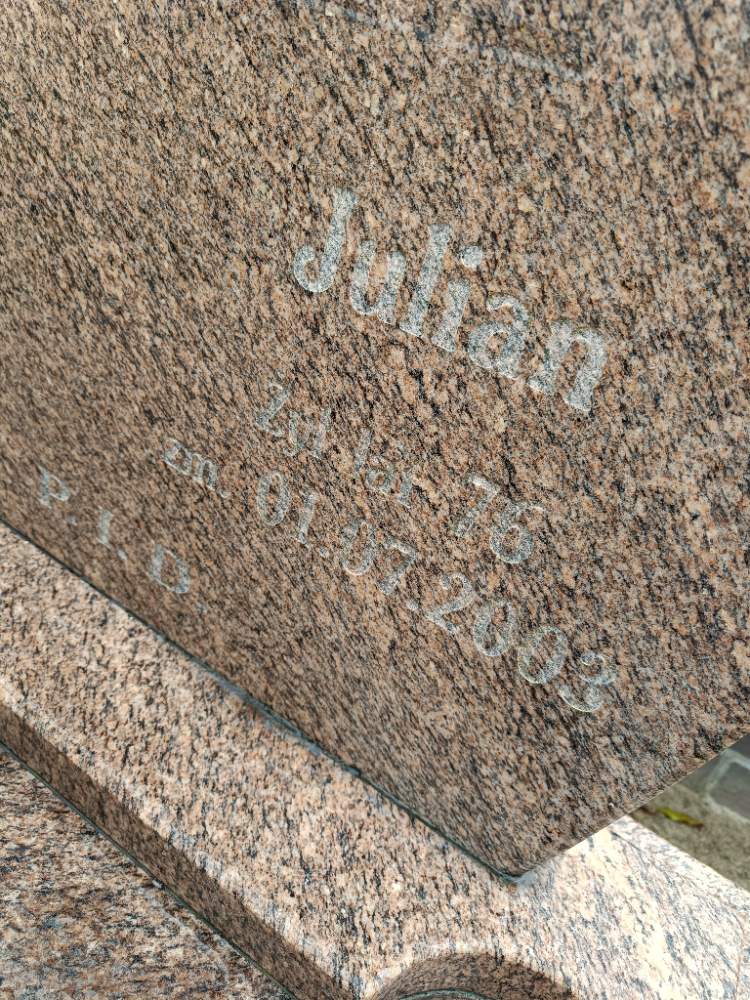 Julian
Żył lat 76
zm. 01.07.2003
P. I. D.